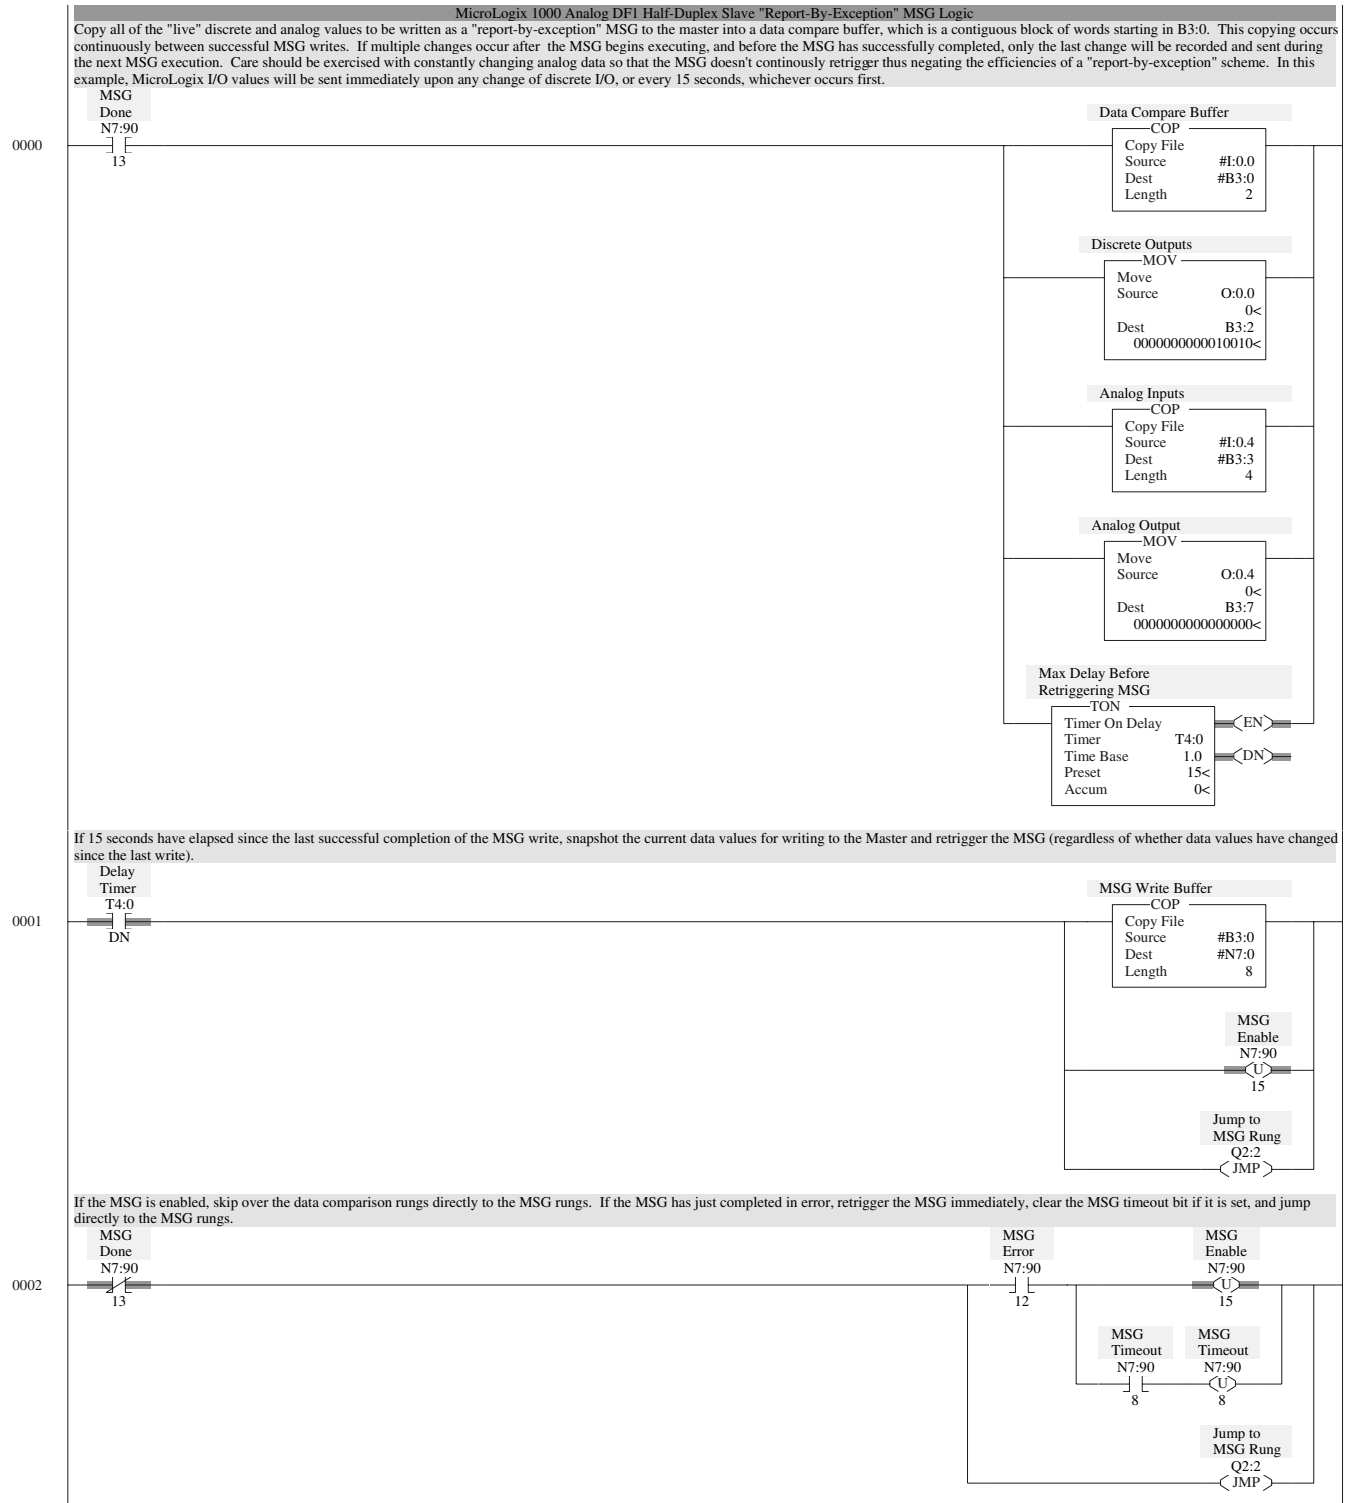 MicroLogix 1000 Analog DF1 Half-Duplex Slave "Report-By-Exception" MSG Logic
Copy all of the "live" discrete and analog values to be written as a "report-by-exception" MSG to the master into a data compare buffer, which is a contiguous block of words starting in B3:0.  This copying occurs
continuously between successful MSG writes.  If multiple changes occur after  the MSG begins executing, and before the MSG has successfully completed, only the last change will be recorded and sent during
the next MSG execution.  Care should be exercised with constantly changing analog data so that the MSG doesn't continously retrigger thus negating the efficiencies of a "report-by-exception" scheme.  In this
example, MicroLogix I/O values will be sent immediately upon any change of discrete I/O, or every 15 seconds, whichever occurs first.
MSG
Done
N7:90
0000
13
Data Compare Buffer
COP
Copy File
Source #I:0.0
Dest #B3:0
Length 2
Discrete Outputs
MOV
Move
Source O:0.0
0<
Dest B3:2
0000000000010010<
Analog Inputs
COP
Copy File
Source #I:0.4
Dest #B3:3
Length 4
Analog Output
MOV
Move
Source O:0.4
0<
Dest B3:7
0000000000000000<
Max Delay Before
Retriggering MSG
TON
Timer On Delay EN
Timer T4:0
Time Base 1.0 DN
Preset 15<
Accum 0<
If 15 seconds have elapsed since the last successful completion of the MSG write, snapshot the current data values for writing to the Master and retrigger the MSG (regardless of whether data values have changed
since the last write).
Delay
Timer
T4:0
0001
DN
MSG Write Buffer
COP
Copy File
Source #B3:0
Dest #N7:0
Length 8
MSG
Enable
N7:90
U
15
Jump to
MSG Rung
Q2:2
JMP
If the MSG is enabled, skip over the data comparison rungs directly to the MSG rungs.  If the MSG has just completed in error, retrigger the MSG immediately, clear the MSG timeout bit if it is set, and jump
directly to the MSG rungs.
MSG
Done
N7:90
0002
13
MSG
Error
N7:90
12
MSG
Enable
N7:90
U
15
MSG
Timeout
N7:90
8
MSG
Timeout
N7:90
U
8
Jump to
MSG Rung
Q2:2
JMP